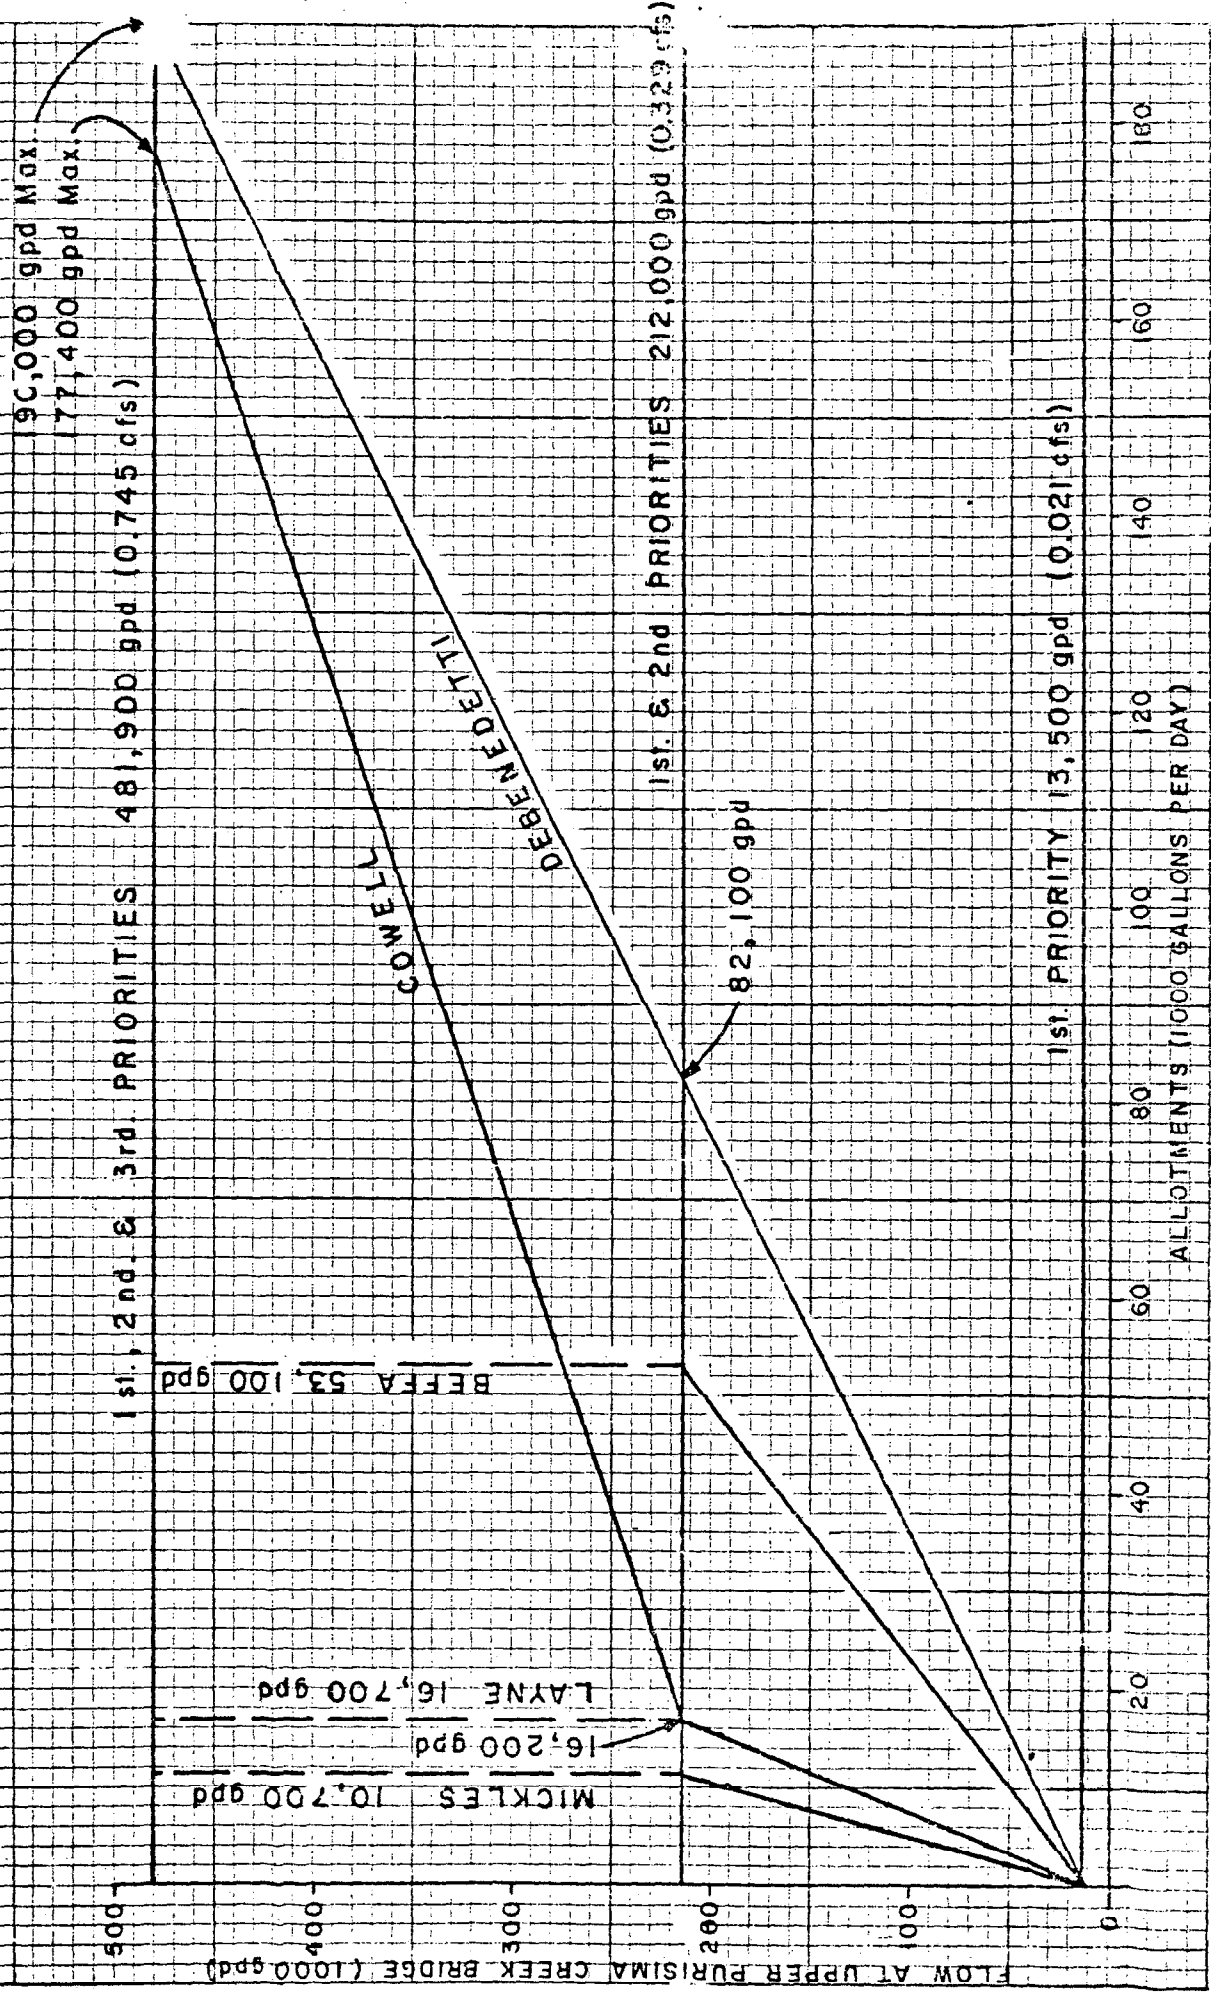 19C,000 gpd Max.
177,400 gpd Max.
1st., 2nd. & 3rd. PRIORITIES 481,900 gpd (0.745 cfs)
COWELL
DEBENEDETTI
BEFFA 53,100 gpd
LAYNE 16,700 gpd
16,200 gpd
MICKLES 10,700 gpd
1st. & 2nd PRIORITIES 212,000 gpd (0.329 cfs)
82,100 gpd
1st. PRIORITY 13,500 gpd (0.021 cfs)
500
400
300
200
100
0
FLOW AT UPPER PURISIMA CREEK BRIDGE (1000 gpd)
20
40
60
80
100
120
140
160
180
ALLOTMENTS (1000 GALLONS PER DAY)